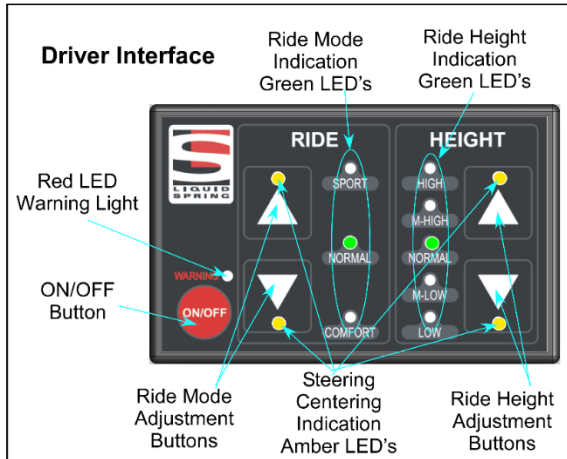 Driver Interface
Ride Mode
Indication
Green LED's
Ride Height
Indication
Green LED's
RIDE
HEIGHT
LIQUID
SPRING
SPORT
HIGH
M-HIGH
NORMAL
NORMAL
M-LOW
COMFORT
LOW
Red LED
Warning Light
WARNING
ON/OFF
Button
ON/OFF
Ride Mode
Adjustment
Buttons
Steering
Centering
Indication
Amber LED's
Ride Height
Adjustment
Buttons